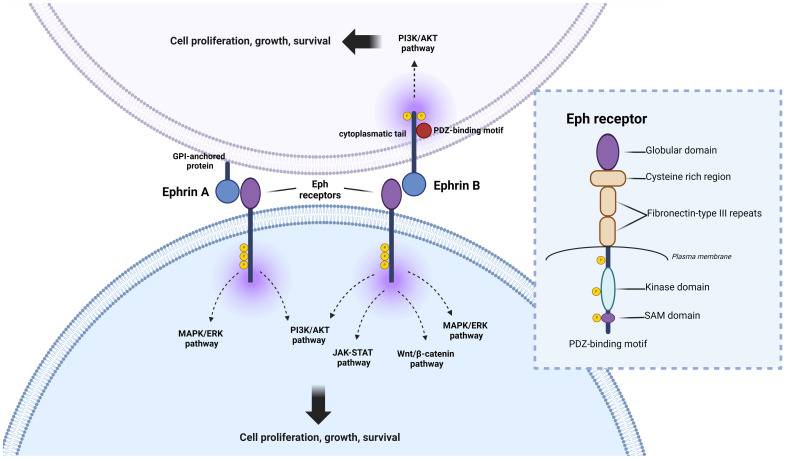 Cell proliferation, growth, survival
PI3K/AKT
pathway
cytoplasmatic tail
PDZ-binding motif
GPI-anchored
protein
Ephrin A
Eph
receptors
Ephrin B
MAPK/ERK
pathway
PI3K/AKT
pathway
JAK-STAT
pathway
Wnt/β-catenin
pathway
MAPK/ERK
pathway
Cell proliferation, growth, survival
Eph receptor
Globular domain
Cysteine rich region
Fibronectin-type III repeats
Plasma membrane
Kinase domain
SAM domain
PDZ-binding motif